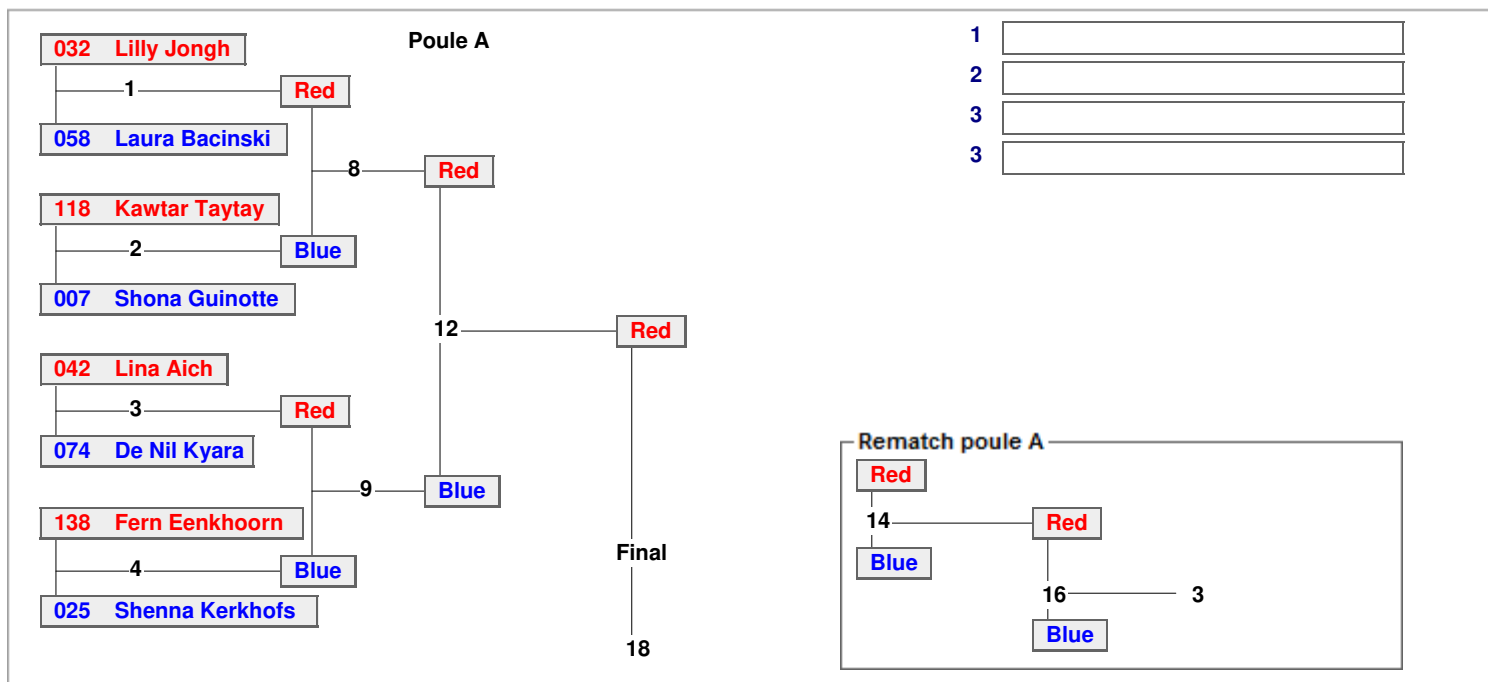 Poule A
032 Lilly Jongh
1
Red
058 Laura Bacinski
8
Red
118 Kawtar Taytay
2
Blue
007 Shona Guinotte
12
Red
042 Lina Aich
3
Red
074 De Nil Kyara
9
Blue
138 Fern Eenkhoorn
4
Blue
025 Shenna Kerkhofs
Final
18
1
2
3
3
Rematch poule A
Red
14
Red
Blue
16 3
Blue